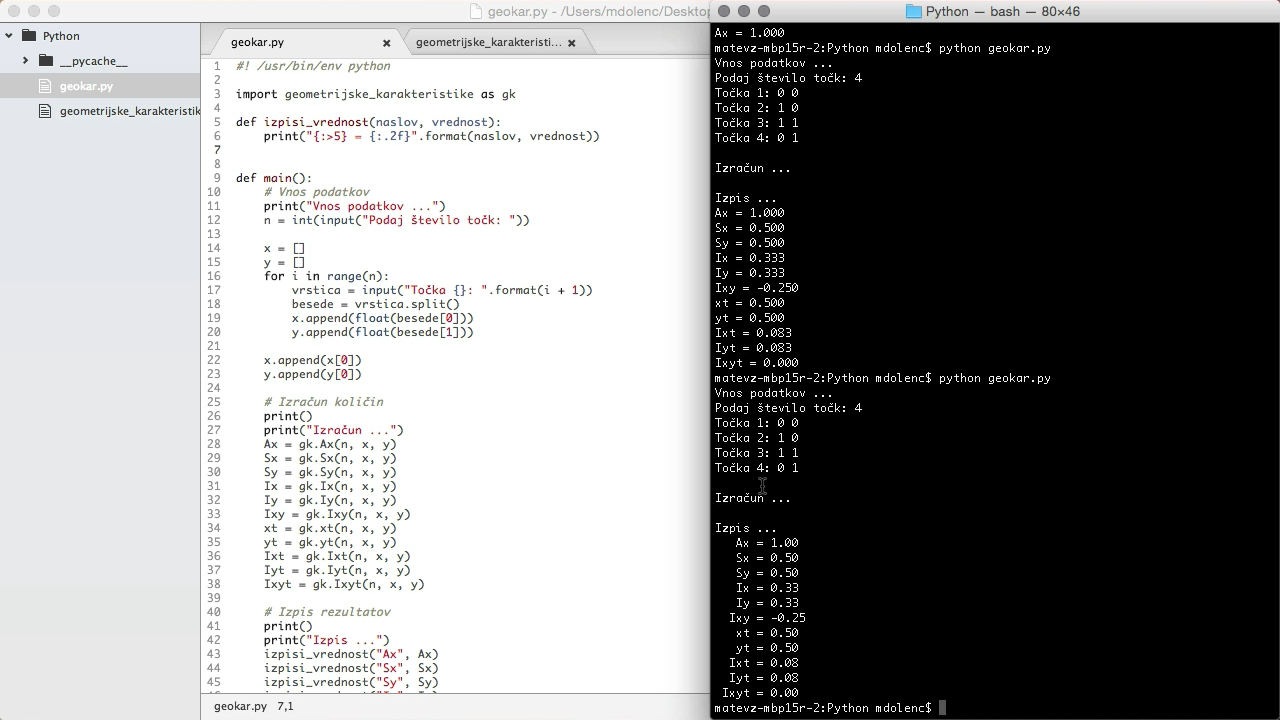 geokar.py - /Users/mdolenc/Desktop
Python — bash — 80×46
Python
__pycache__
geokar.py
geometrijske_karakteristik
geokar.py
geometrijske_karakteristi...
1 #! /usr/bin/env python
2
3 import geometrijske_karakteristike as gk
4
5 def izpisi_vrednost(naslov, vrednost):
6 print("{:>5} = {:.2f}".format(naslov, vrednost))
7
8
9 def main():
10 # Vnos podatkov
11 print("Vnos podatkov ...")
12 n = int(input("Podaj število točk: "))
13
14 x = []
15 y = []
16 for i in range(n):
17 vrstica = input("Točka {}: ".format(i + 1))
18 besede = vrstica.split()
19 x.append(float(besede[0]))
20 y.append(float(besede[1]))
21
22 x.append(x[0])
23 y.append(y[0])
24
25 # Izračun količin
26 print()
27 print("Izračun ...")
28 Ax = gk.Ax(n, x, y)
29 Sx = gk.Sx(n, x, y)
30 Sy = gk.Sy(n, x, y)
31 Ix = gk.Ix(n, x, y)
32 Iy = gk.Iy(n, x, y)
33 Ixy = gk.Ixy(n, x, y)
34 xt = gk.xt(n, x, y)
35 yt = gk.yt(n, x, y)
36 Ixt = gk.Ixt(n, x, y)
37 Iyt = gk.Iyt(n, x, y)
38 Ixyt = gk.Ixyt(n, x, y)
39
40 # Izpis rezultatov
41 print()
42 print("Izpis ...")
43 izpisi_vrednost("Ax", Ax)
44 izpisi_vrednost("Sx", Sx)
45 izpisi_vrednost("Sy", Sy)
geokar.py 7,1
Ax = 1.000
matevz-mbp15r-2:Python mdolenc$ python geokar.py
Vnos podatkov ...
Podaj število točk: 4
Točka 1: 0 0
Točka 2: 1 0
Točka 3: 1 1
Točka 4: 0 1

Izračun ...

Izpis ...
Ax = 1.000
Sx = 0.500
Sy = 0.500
Ix = 0.333
Iy = 0.333
Ixy = -0.250
xt = 0.500
yt = 0.500
Ixt = 0.083
Iyt = 0.083
Ixyt = 0.000
matevz-mbp15r-2:Python mdolenc$ python geokar.py
Vnos podatkov ...
Podaj število točk: 4
Točka 1: 0 0
Točka 2: 1 0
Točka 3: 1 1
Točka 4: 0 1

Izračun ...

Izpis ...
Ax = 1.00
Sx = 0.50
Sy = 0.50
Ix = 0.33
Iy = 0.33
Ixy = -0.25
xt = 0.50
yt = 0.50
Ixt = 0.08
Iyt = 0.08
Ixyt = 0.00
matevz-mbp15r-2:Python mdolenc$